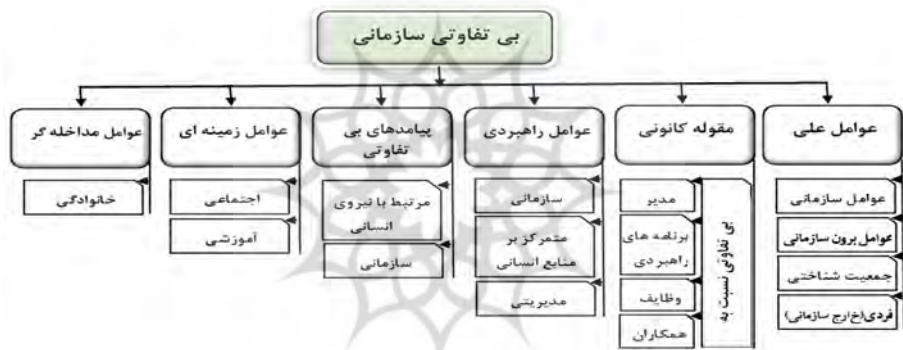 بی تفاوتی سازمانی
عوامل علی
عوامل سازمانی
عوامل برون سازمانی
جمعیت شناختی
فردی(خارج سازمانی)
مقوله کانونی
بی تفاوتی نسبت به
مدیر
برنامه های
راهبردی
وظایف
همکاران
عوامل راهبردی
سازمانی
متمرکز بر
منابع انسانی
مدیریتی
پیامدهای بی
تفاوتی
مرتبط با نیروی
انسانی
سازمانی
عوامل زمینه ای
اجتماعی
آموزشی
عوامل مداخله گر
خانوادگی